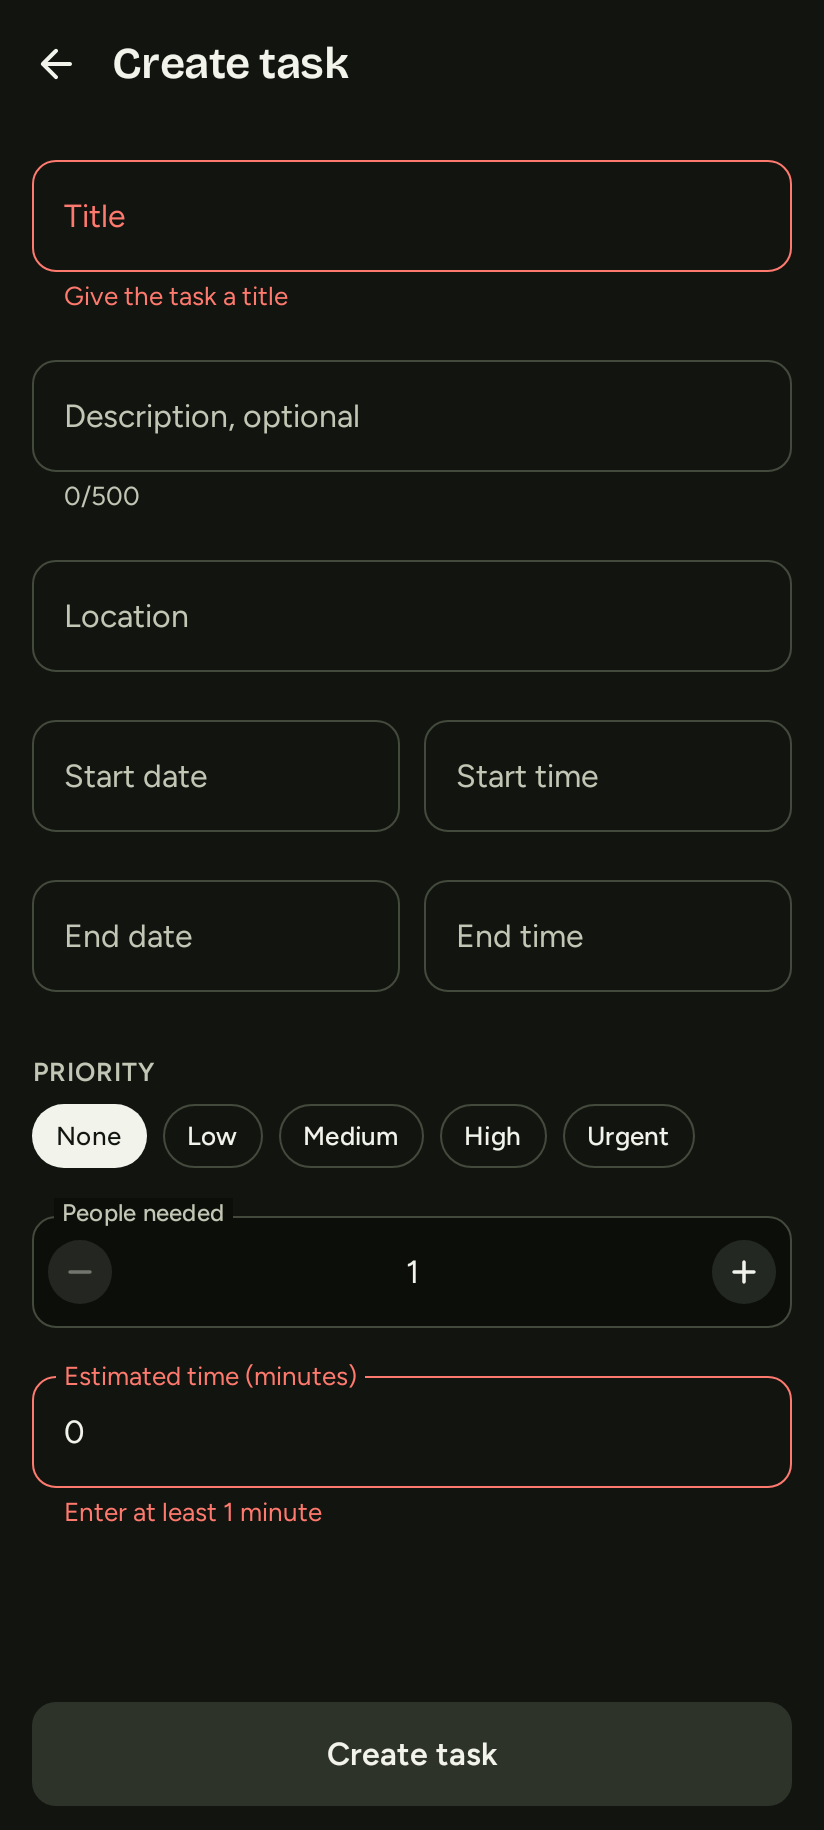 Create task
Title
Give the task a title
Description, optional
0/500
Location
Start date
Start time
End date
End time
PRIORITY
None
Low
Medium
High
Urgent
People needed
1
Estimated time (minutes)
0
Enter at least 1 minute
Create task